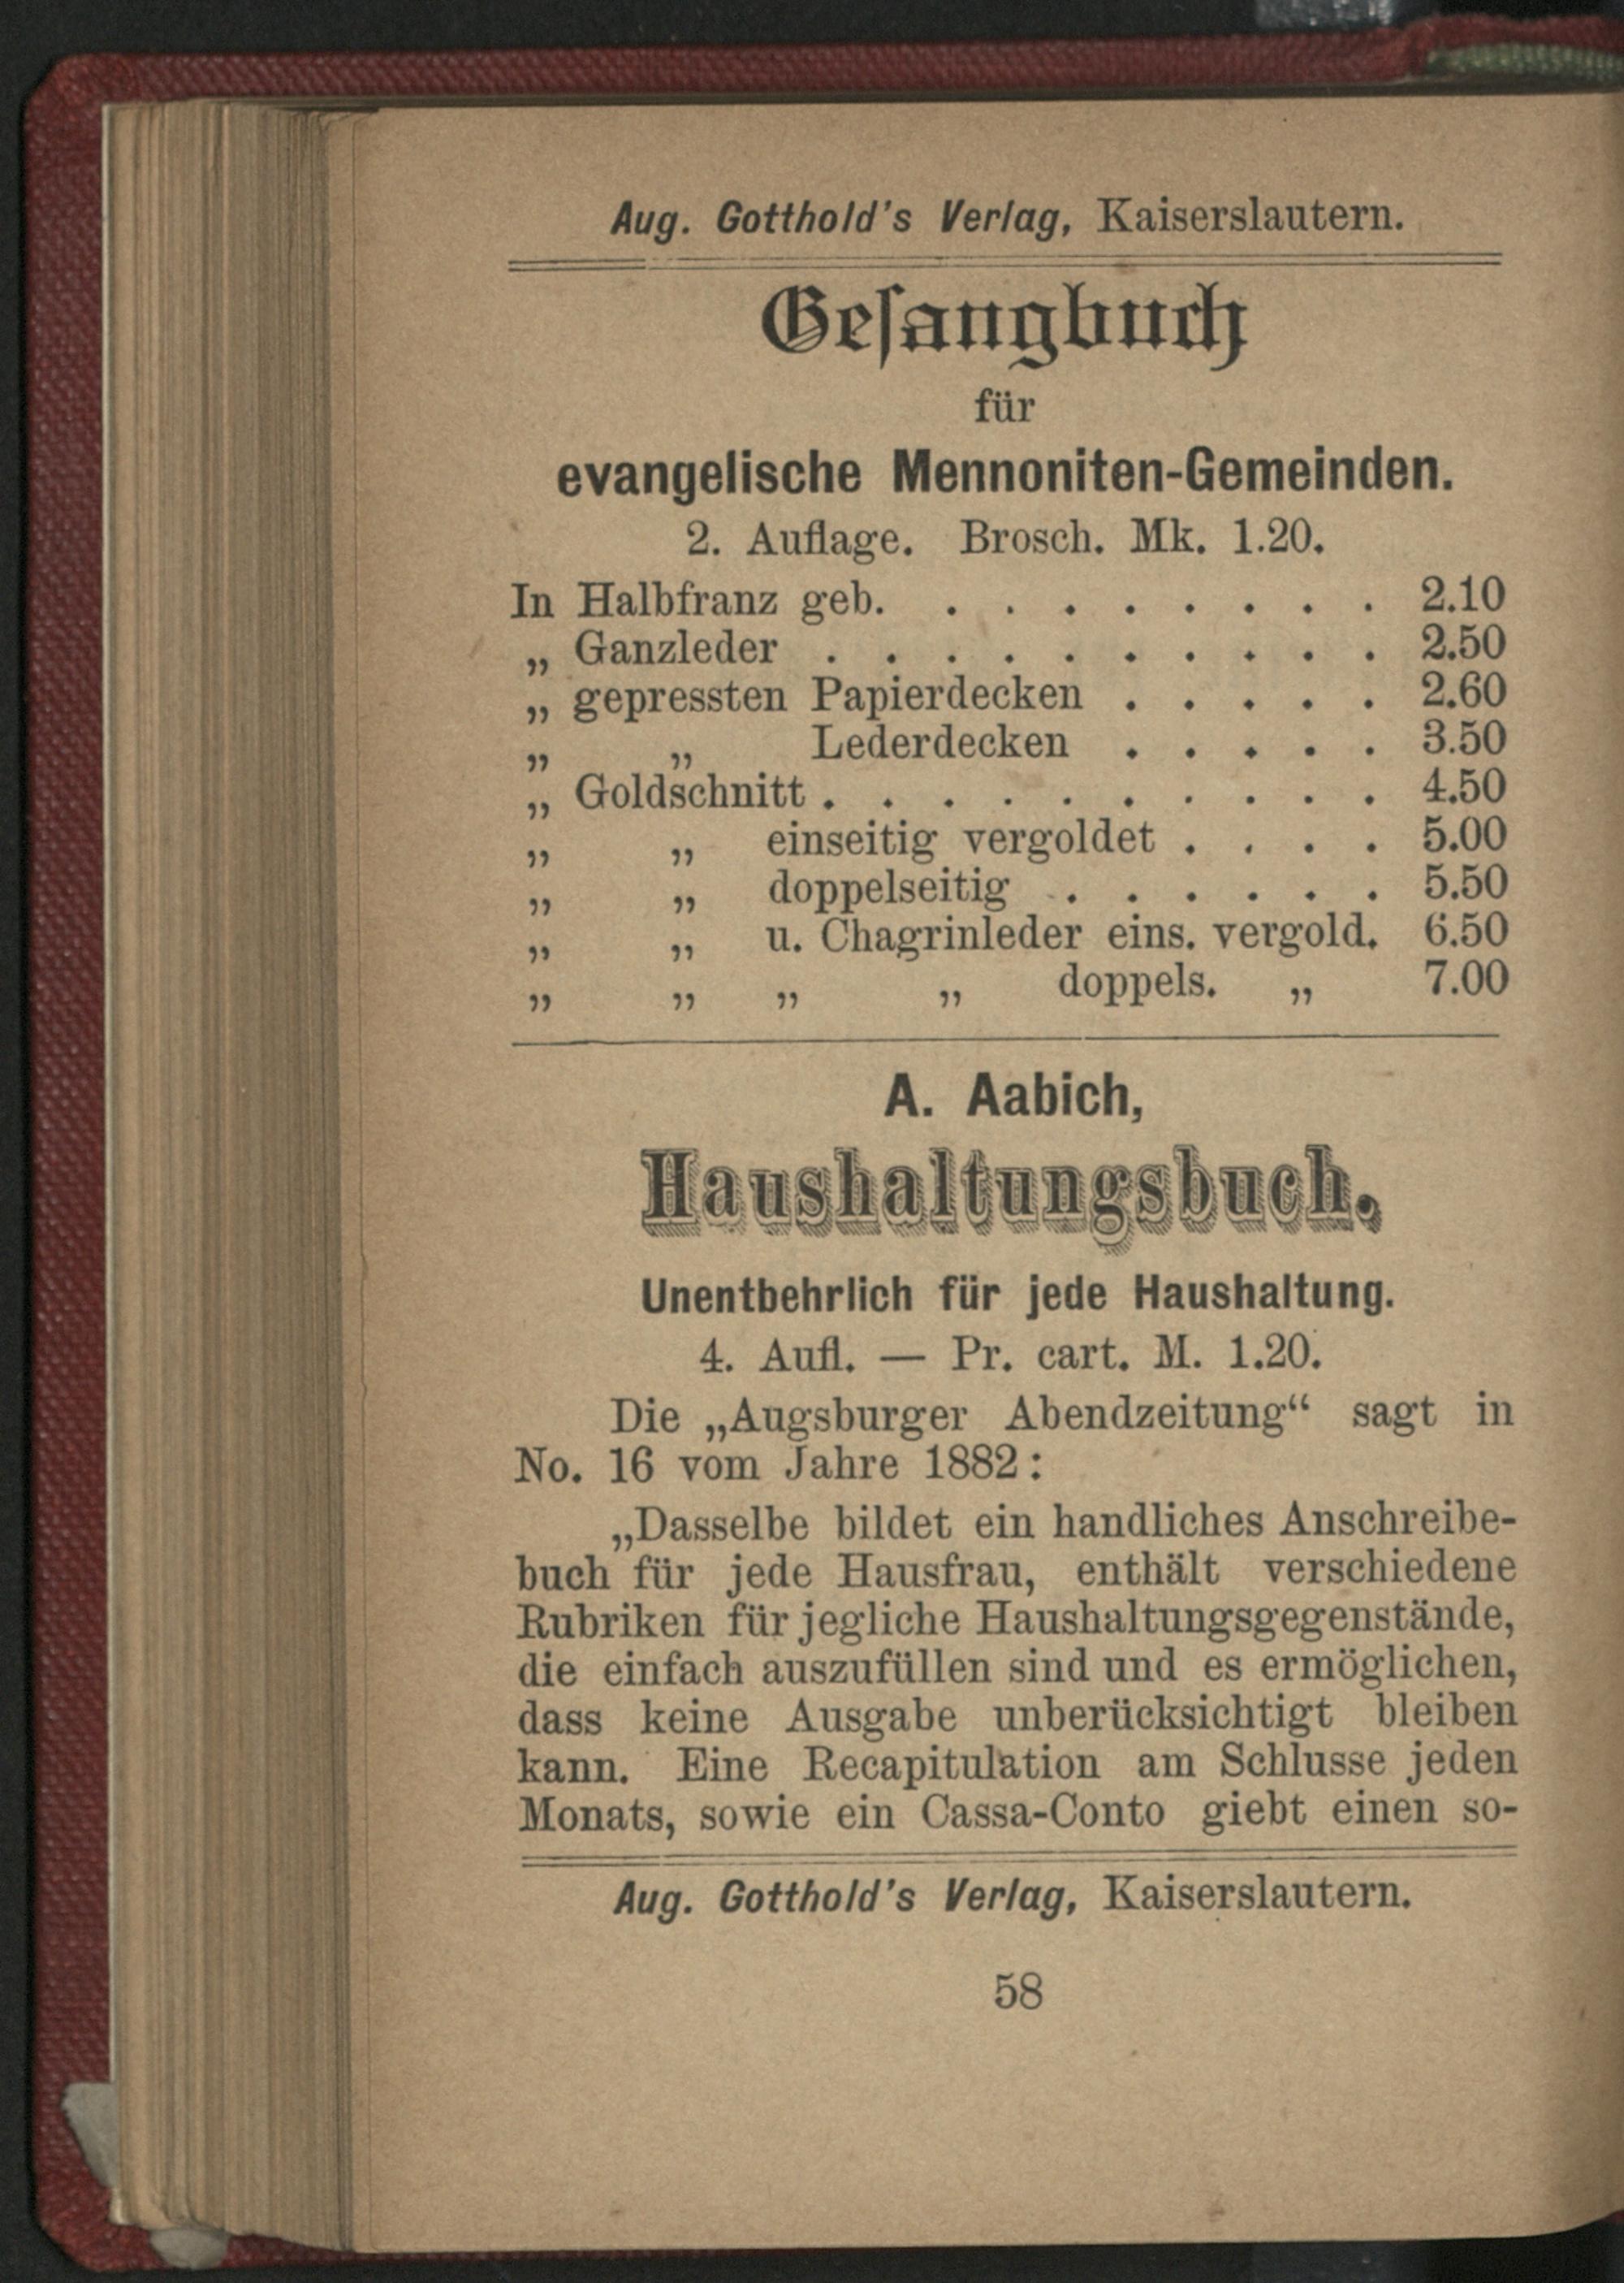 Aug. Gotthold's Verlag, Kaiserslautern.
Gesangbuch
für
evangelische Mennoniten-Gemeinden.
2. Auflage. Brosch. Mk. 1.20.
In Halbfranz geb. . . . . . . . . . 2.10
„ Ganzleder . . . . . . . . . . 2.50
„ gepressten Papierdecken . . . . . 2.60
„ „ Lederdecken . . . . . 3.50
„ Goldschnitt . . . . . . . . . . 4.50
„ „ einseitig vergoldet . . . . 5.00
„ „ doppelseitig . . . . . . 5.50
„ „ u. Chagrinleder eins. vergold. 6.50
„ „ „ „ doppels. „ 7.00
A. Aabich,
Haushaltungsbuch.
Unentbehrlich für jede Haushaltung.
4. Aufl. — Pr. cart. M. 1.20.
Die „Augsburger Abendzeitung“ sagt in
No. 16 vom Jahre 1882:
„Dasselbe bildet ein handliches Anschreibe-
buch für jede Hausfrau, enthält verschiedene
Rubriken für jegliche Haushaltungsgegenstände,
die einfach auszufüllen sind und es ermöglichen,
dass keine Ausgabe unberücksichtigt bleiben
kann. Eine Recapitulation am Schlusse jeden
Monats, sowie ein Cassa-Conto giebt einen so-
Aug. Gotthold's Verlag, Kaiserslautern.
58